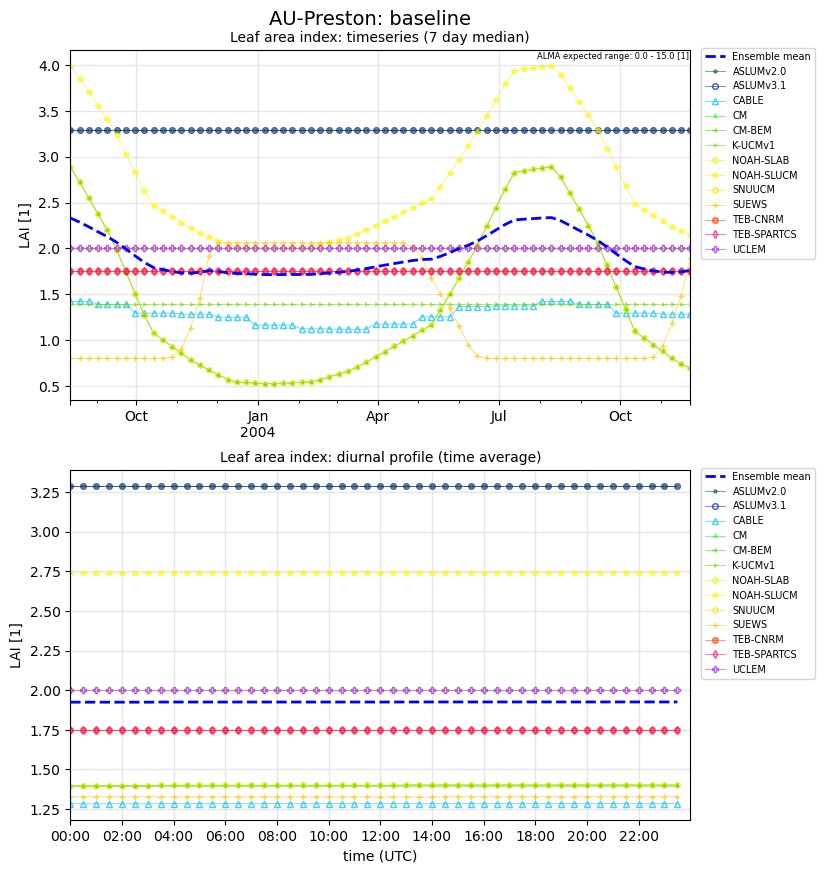 AU-Preston: baseline
Leaf area index: timeseries (7 day median)
ALMA expected range: 0.0 - 15.0 [1]
4.0
3.5
3.0
2.5
2.0
1.5
1.0
0.5
LAI [1]
Oct
Jan
2004
Apr
Jul
Oct
Ensemble mean
ASLUMv2.0
ASLUMv3.1
CABLE
CM
CM-BEM
K-UCMv1
NOAH-SLAB
NOAH-SLUCM
SNUUCM
SUEWS
TEB-CNRM
TEB-SPARTCS
UCLEM
Leaf area index: diurnal profile (time average)
3.25
3.00
2.75
2.50
2.25
2.00
1.75
1.50
1.25
LAI [1]
00:00 02:00 04:00 06:00 08:00 10:00 12:00 14:00 16:00 18:00 20:00 22:00
time (UTC)
Ensemble mean
ASLUMv2.0
ASLUMv3.1
CABLE
CM
CM-BEM
K-UCMv1
NOAH-SLAB
NOAH-SLUCM
SNUUCM
SUEWS
TEB-CNRM
TEB-SPARTCS
UCLEM